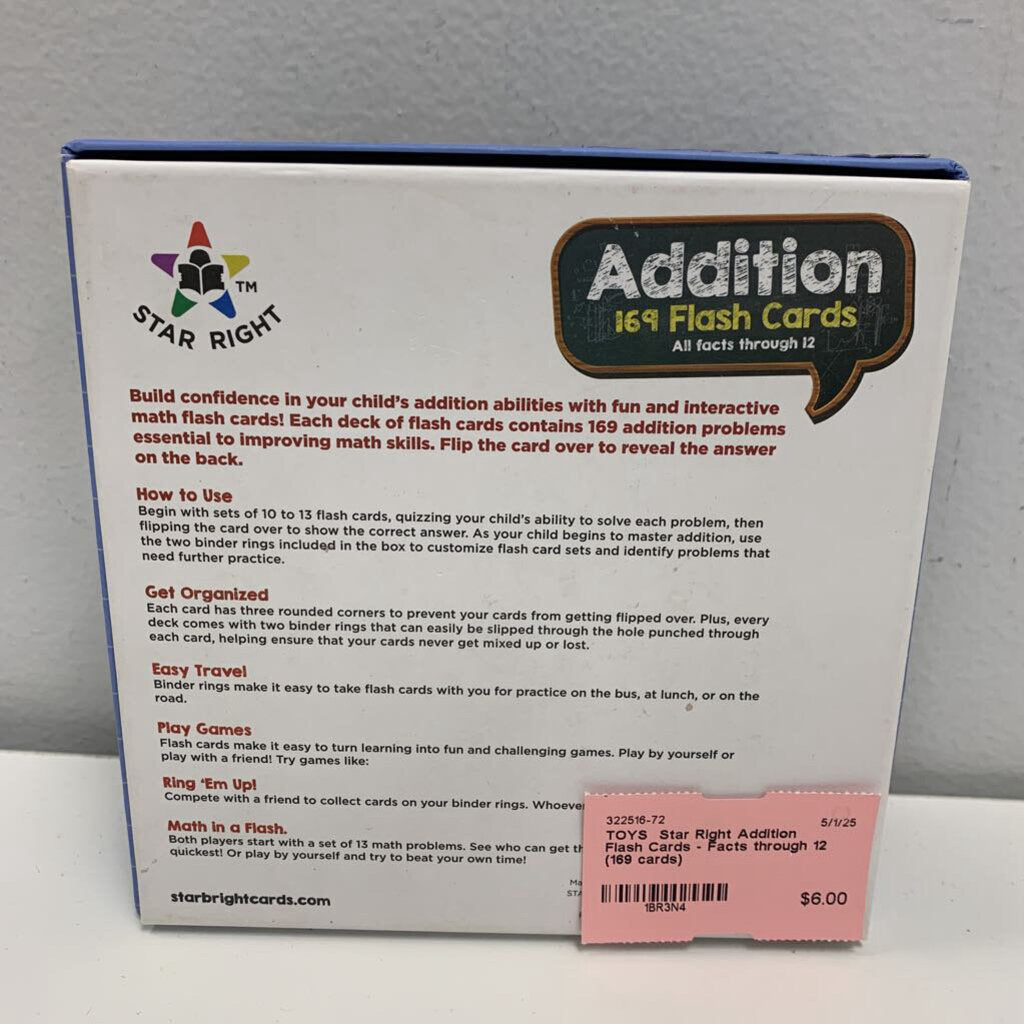 TM
STAR RIGHT
Addition
169 Flash Cards
All facts through 12
Build confidence in your child's addition abilities with fun and interactive
math flash cards! Each deck of flash cards contains 169 addition problems
essential to improving math skills. Flip the card over to reveal the answer
on the back.
How to Use
Begin with sets of 10 to 13 flash cards, quizzing your child's ability to solve each problem, then
flipping the card over to show the correct answer. As your child begins to master addition, use
the two binder rings included in the box to customize flash card sets and identify problems that
need further practice.
Get Organized
Each card has three rounded corners to prevent your cards from getting flipped over. Plus, every
deck comes with two binder rings that can easily be slipped through the hole punched through
each card, helping ensure that your cards never get mixed up or lost.
Easy Travel
Binder rings make it easy to take flash cards with you for practice on the bus, at lunch, or on the
road.
Play Games
Flash cards make it easy to turn learning into fun and challenging games. Play by yourself or
play with a friend! Try games like:
Ring 'Em Up!
Compete with a friend to collect cards on your binder rings. Whoever
Math in a Flash.
Both players start with a set of 13 math problems. See who can get th
quickest! Or play by yourself and try to beat your own time!
starbrightcards.com
Ma
STA
322516-72
5/1/25
TOYS Star Right Addition
Flash Cards - Facts through 12
(169 cards)
1BR3N4
$6.00